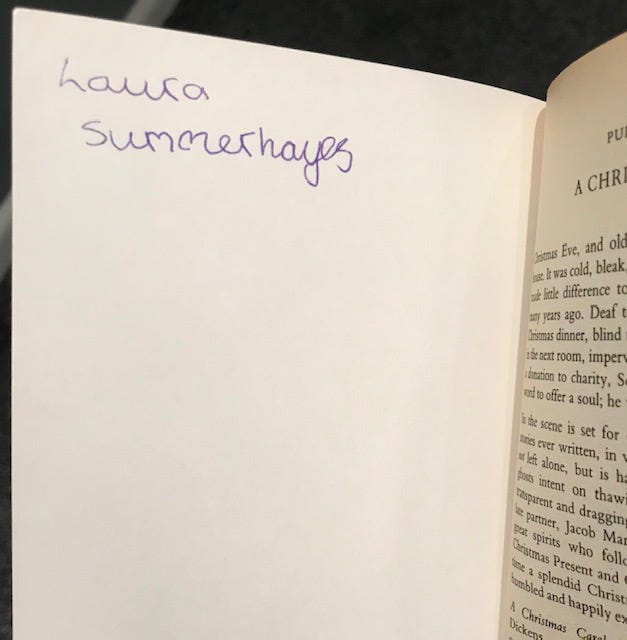 Laura
Summerhayes
PU
A CHRI
Christmas Eve, and old
house. It was cold, bleak,
made little difference to
many years ago. Deaf t
Christmas dinner, blind
in the next room, imperv
a donation to charity, Sc
word to offer a soul; he
So the scene is set for
stories ever written, in v
not left alone, but is ha
ghosts intent on thawi
transparent and dragging
late partner, Jacob Mar
great spirits who follo
Christmas Present and
time a splendid Christ
humbled and happily ex
A Christmas Carol
Dickens